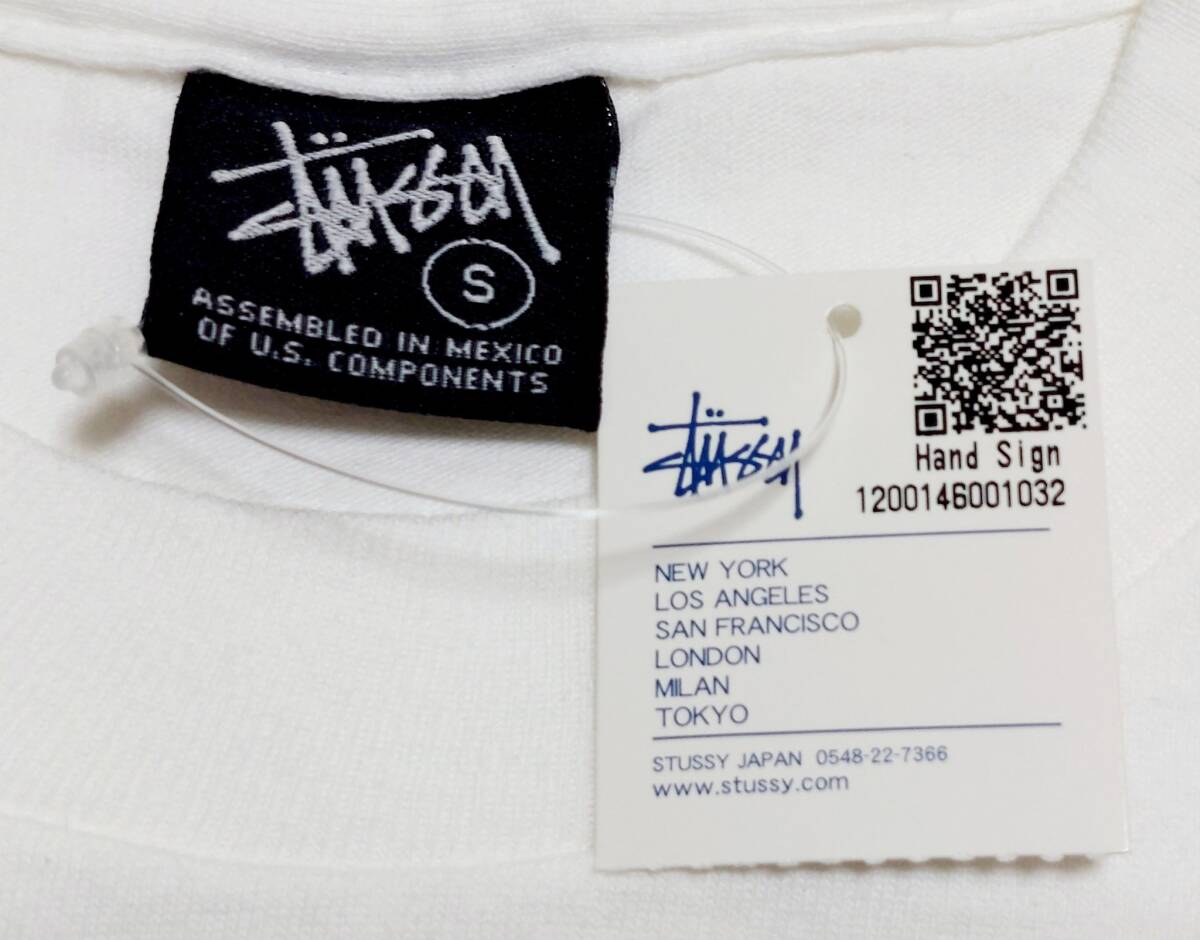 Stüssy
S
ASSEMBLED IN MEXICO
OF U.S. COMPONENTS
Stüssy
Hand Sign
1200146001032
NEW YORK
LOS ANGELES
SAN FRANCISCO
LONDON
MILAN
TOKYO
STUSSY JAPAN 0548-22-7366
www.stussy.com